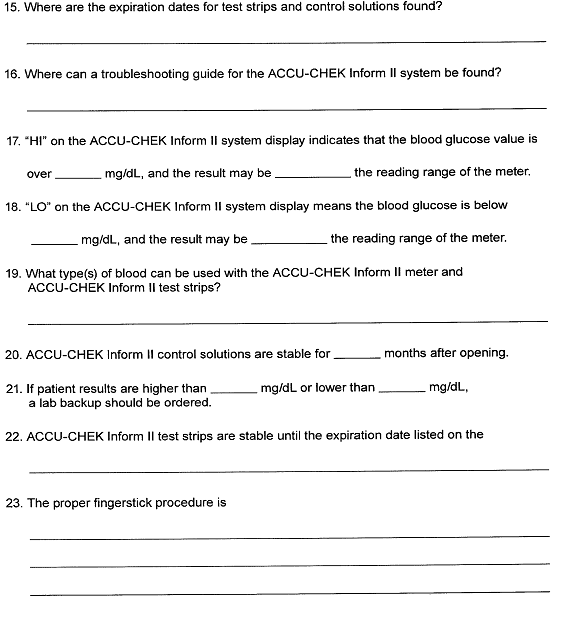 15. Where are the expiration dates for test strips and control solutions found?
16. Where can a troubleshooting guide for the ACCU-CHEK Inform II system be found?
17. "HI" on the ACCU-CHEK Inform II system display indicates that the blood glucose value is
over _______ mg/dL, and the result may be ___________ the reading range of the meter.
18. "LO" on the ACCU-CHEK Inform II system display means the blood glucose is below
_______ mg/dL, and the result may be ___________ the reading range of the meter.
19. What type(s) of blood can be used with the ACCU-CHEK Inform II meter and
ACCU-CHEK Inform II test strips?
20. ACCU-CHEK Inform II control solutions are stable for _______ months after opening.
21. If patient results are higher than _______ mg/dL or lower than _______ mg/dL,
a lab backup should be ordered.
22. ACCU-CHEK Inform II test strips are stable until the expiration date listed on the
23. The proper fingerstick procedure is